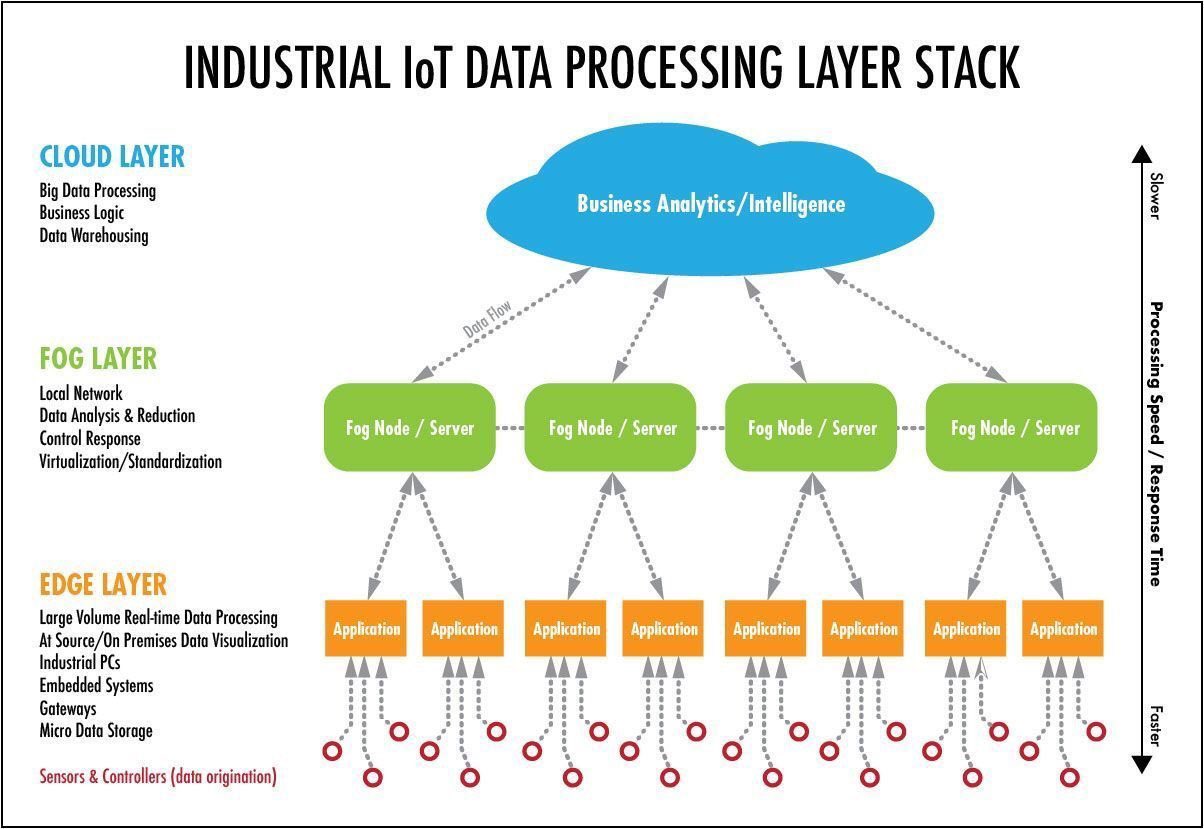 INDUSTRIAL IoT DATA PROCESSING LAYER STACK
CLOUD LAYER
Big Data Processing
Business Logic
Data Warehousing
Business Analytics/Intelligence
Data Flow
FOG LAYER
Local Network
Data Analysis & Reduction
Control Response
Virtualization/Standardization
Fog Node / Server
Fog Node / Server
Fog Node / Server
Fog Node / Server
EDGE LAYER
Large Volume Real-time Data Processing
At Source/On Premises Data Visualization
Industrial PCs
Embedded Systems
Gateways
Micro Data Storage
Application
Application
Application
Application
Application
Application
Application
Application
Sensors & Controllers (data origination)
Slower
Processing Speed / Response Time
Faster